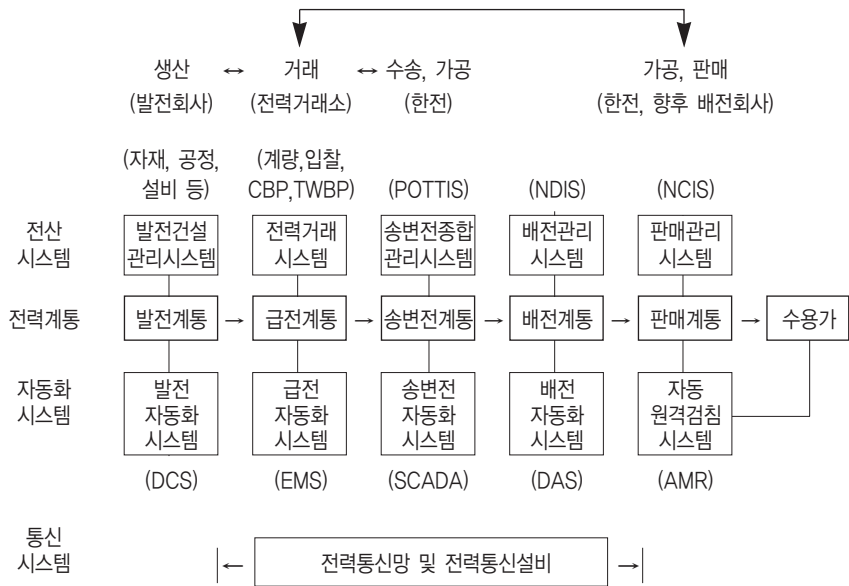 생산 ↔ 거래 ↔ 수송, 가공 가공, 판매
(발전회사) (전력거래소) (한전) (한전, 향후 배전회사)
(자재, 공정, 설비 등) (계량,입찰, CBP,TWBP) (POTTIS) (NDIS) (NCIS)
전산
시스템
발전건설
관리시스템
전력거래
시스템
송변전종합
관리시스템
배전관리
시스템
판매관리
시스템
전력계통 발전계통 → 급전계통 → 송변전계통 → 배전계통 → 판매계통 → 수용가
자동화
시스템
발전
자동화
시스템
급전
자동화
시스템
송변전
자동화
시스템
배전
자동화
시스템
자동
원격검침
시스템
(DCS) (EMS) (SCADA) (DAS) (AMR)
통신
시스템
← 전력통신망 및 전력통신설비 →